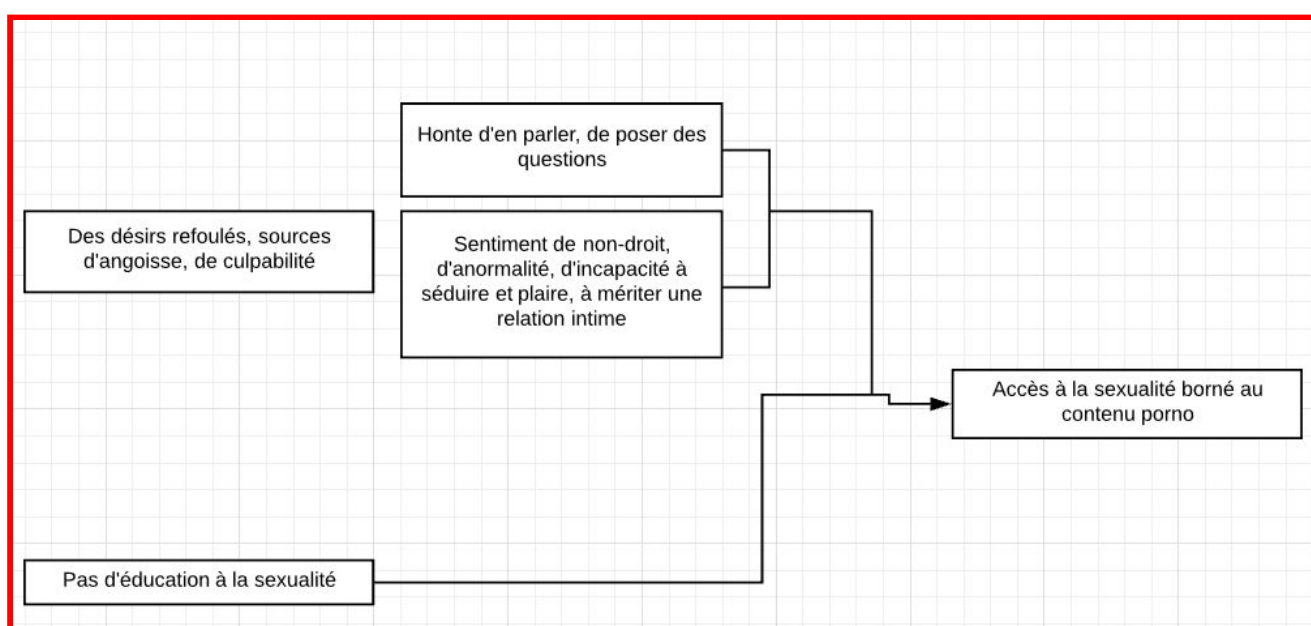 Honte d'en parler, de poser des
questions
Des désirs refoulés, sources
d'angoisse, de culpabilité
Sentiment de non-droit,
d'anormalité, d'incapacité à
séduire et plaire, à mériter une
relation intime
Accès à la sexualité borné au
contenu porno
Pas d'éducation à la sexualité